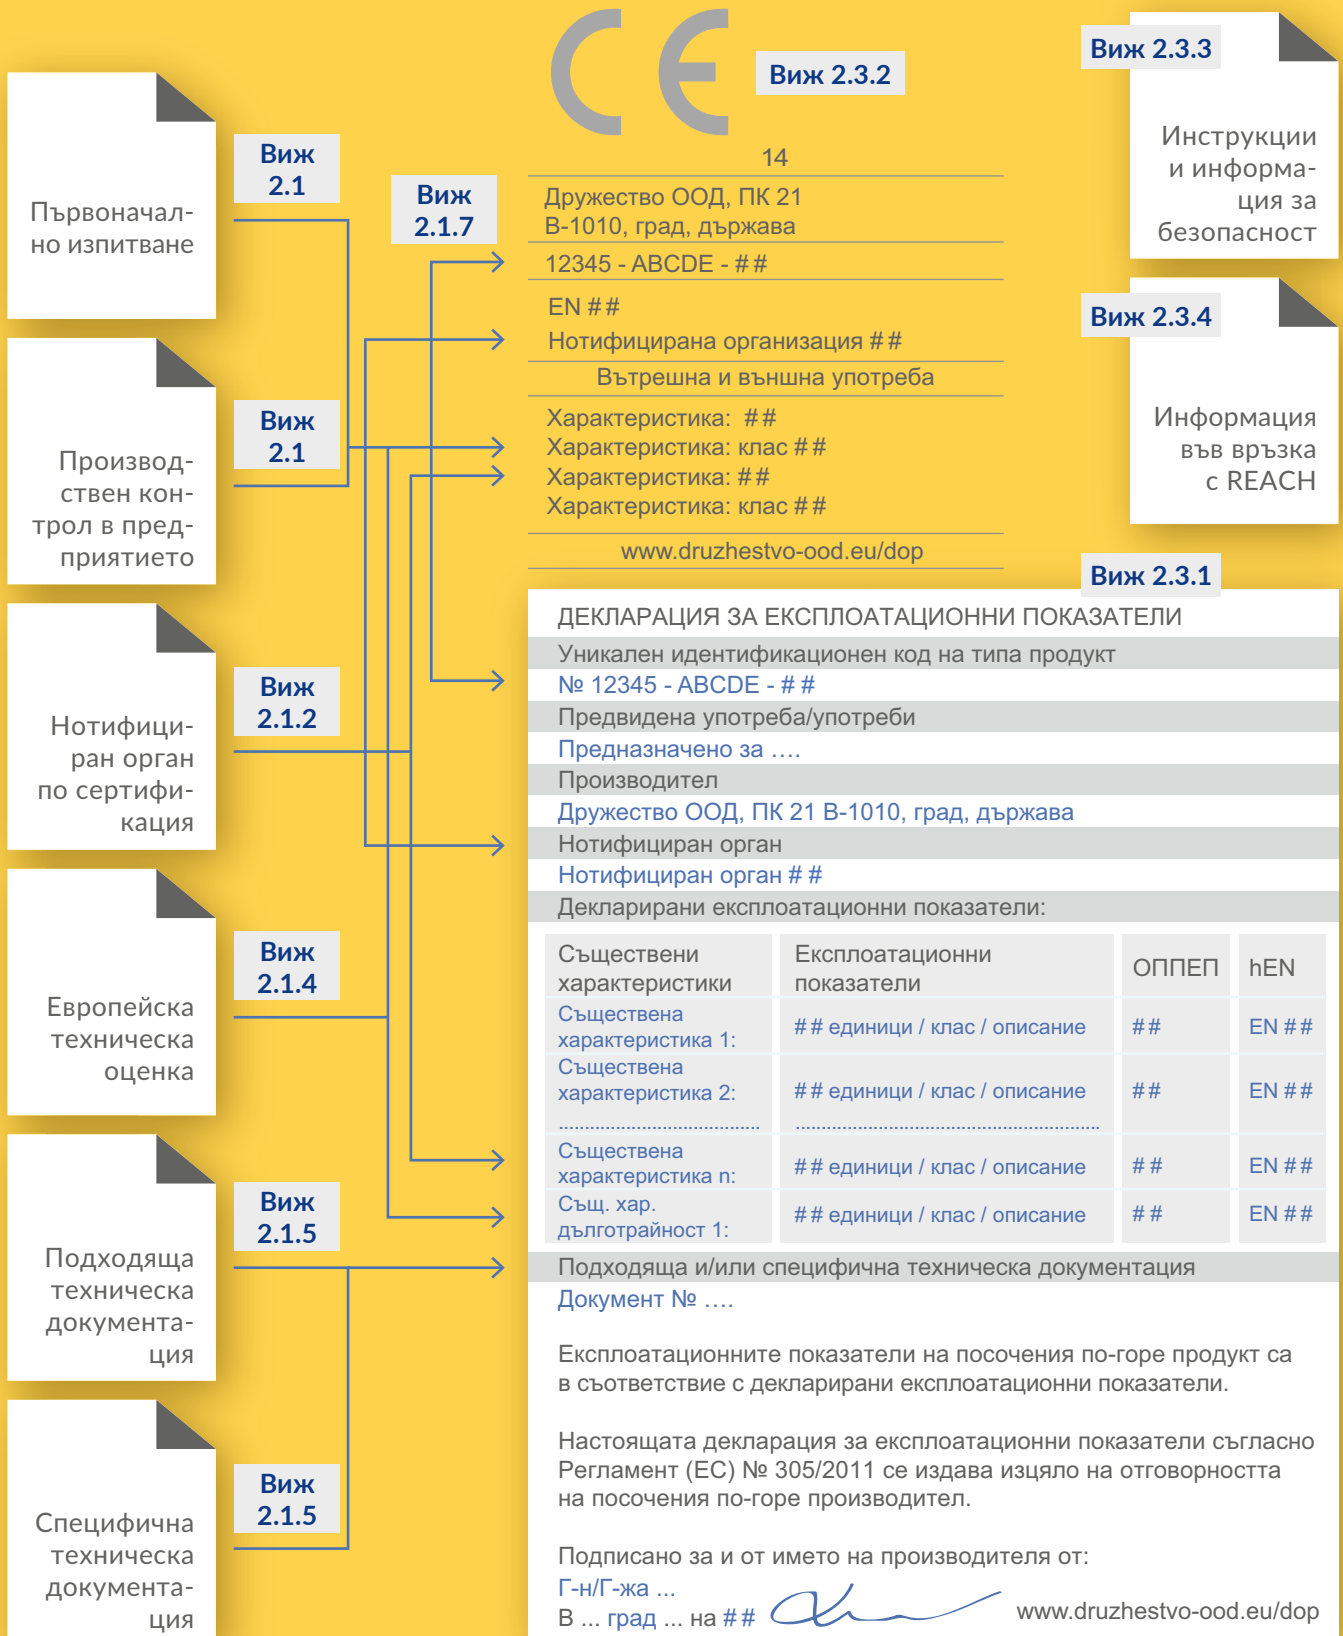 Първоначал-
но изпитване
Виж
2.1
Производ-
ствен кон-
трол в пред-
приятието
Виж
2.1
Нотифици-
ран орган
по сертифи-
кация
Виж
2.1.2
Европейска
техническа
оценка
Виж
2.1.4
Подходяща
техническа
документа-
ция
Виж
2.1.5
Специфична
техническа
документа-
ция
Виж
2.1.5
Виж
2.1.7
CE
Виж 2.3.2
14
Дружество ООД, ПК 21
B-1010, град, държава
12345 - ABCDE - # #
EN # #
Нотифицирана организация # #
Вътрешна и външна употреба
Характеристика: # #
Характеристика: клас # #
Характеристика: # #
Характеристика: клас # #
www.druzhestvo-ood.eu/dop
Виж 2.3.3
Инструкции
и информа-
ция за
безопасност
Виж 2.3.4
Информация
във връзка
с REACH
Виж 2.3.1
ДЕКЛАРАЦИЯ ЗА ЕКСПЛОАТАЦИОННИ ПОКАЗАТЕЛИ
Уникален идентификационен код на типа продукт
№ 12345 - ABCDE - # #
Предвидена употреба/употреби
Предназначено за ….
Производител
Дружество ООД, ПК 21 B-1010, град, държава
Нотифициран орган
Нотифициран орган # #
Декларирани експлоатационни показатели:
Съществени
характеристики
Експлоатационни
показатели
ОППЕП
hEN
Съществена
характеристика 1:
# # единици / клас / описание
# #
EN # #
Съществена
характеристика 2:
# # единици / клас / описание
# #
EN # #
.......................................
...........................................................
Съществена
характеристика n:
# # единици / клас / описание
# #
EN # #
Същ. хар.
дълготрайност 1:
# # единици / клас / описание
# #
EN # #
Подходяща и/или специфична техническа документация
Документ № ….
Експлоатационните показатели на посочения по-горе продукт са
в съответствие с декларирани експлоатационни показатели.
Настоящата декларация за експлоатационни показатели съгласно
Регламент (ЕС) № 305/2011 се издава изцяло на отговорността
на посочения по-горе производител.
Подписано за и от името на производителя от:
Г-н/Г-жа ...
В ... град ... на # #
www.druzhestvo-ood.eu/dop